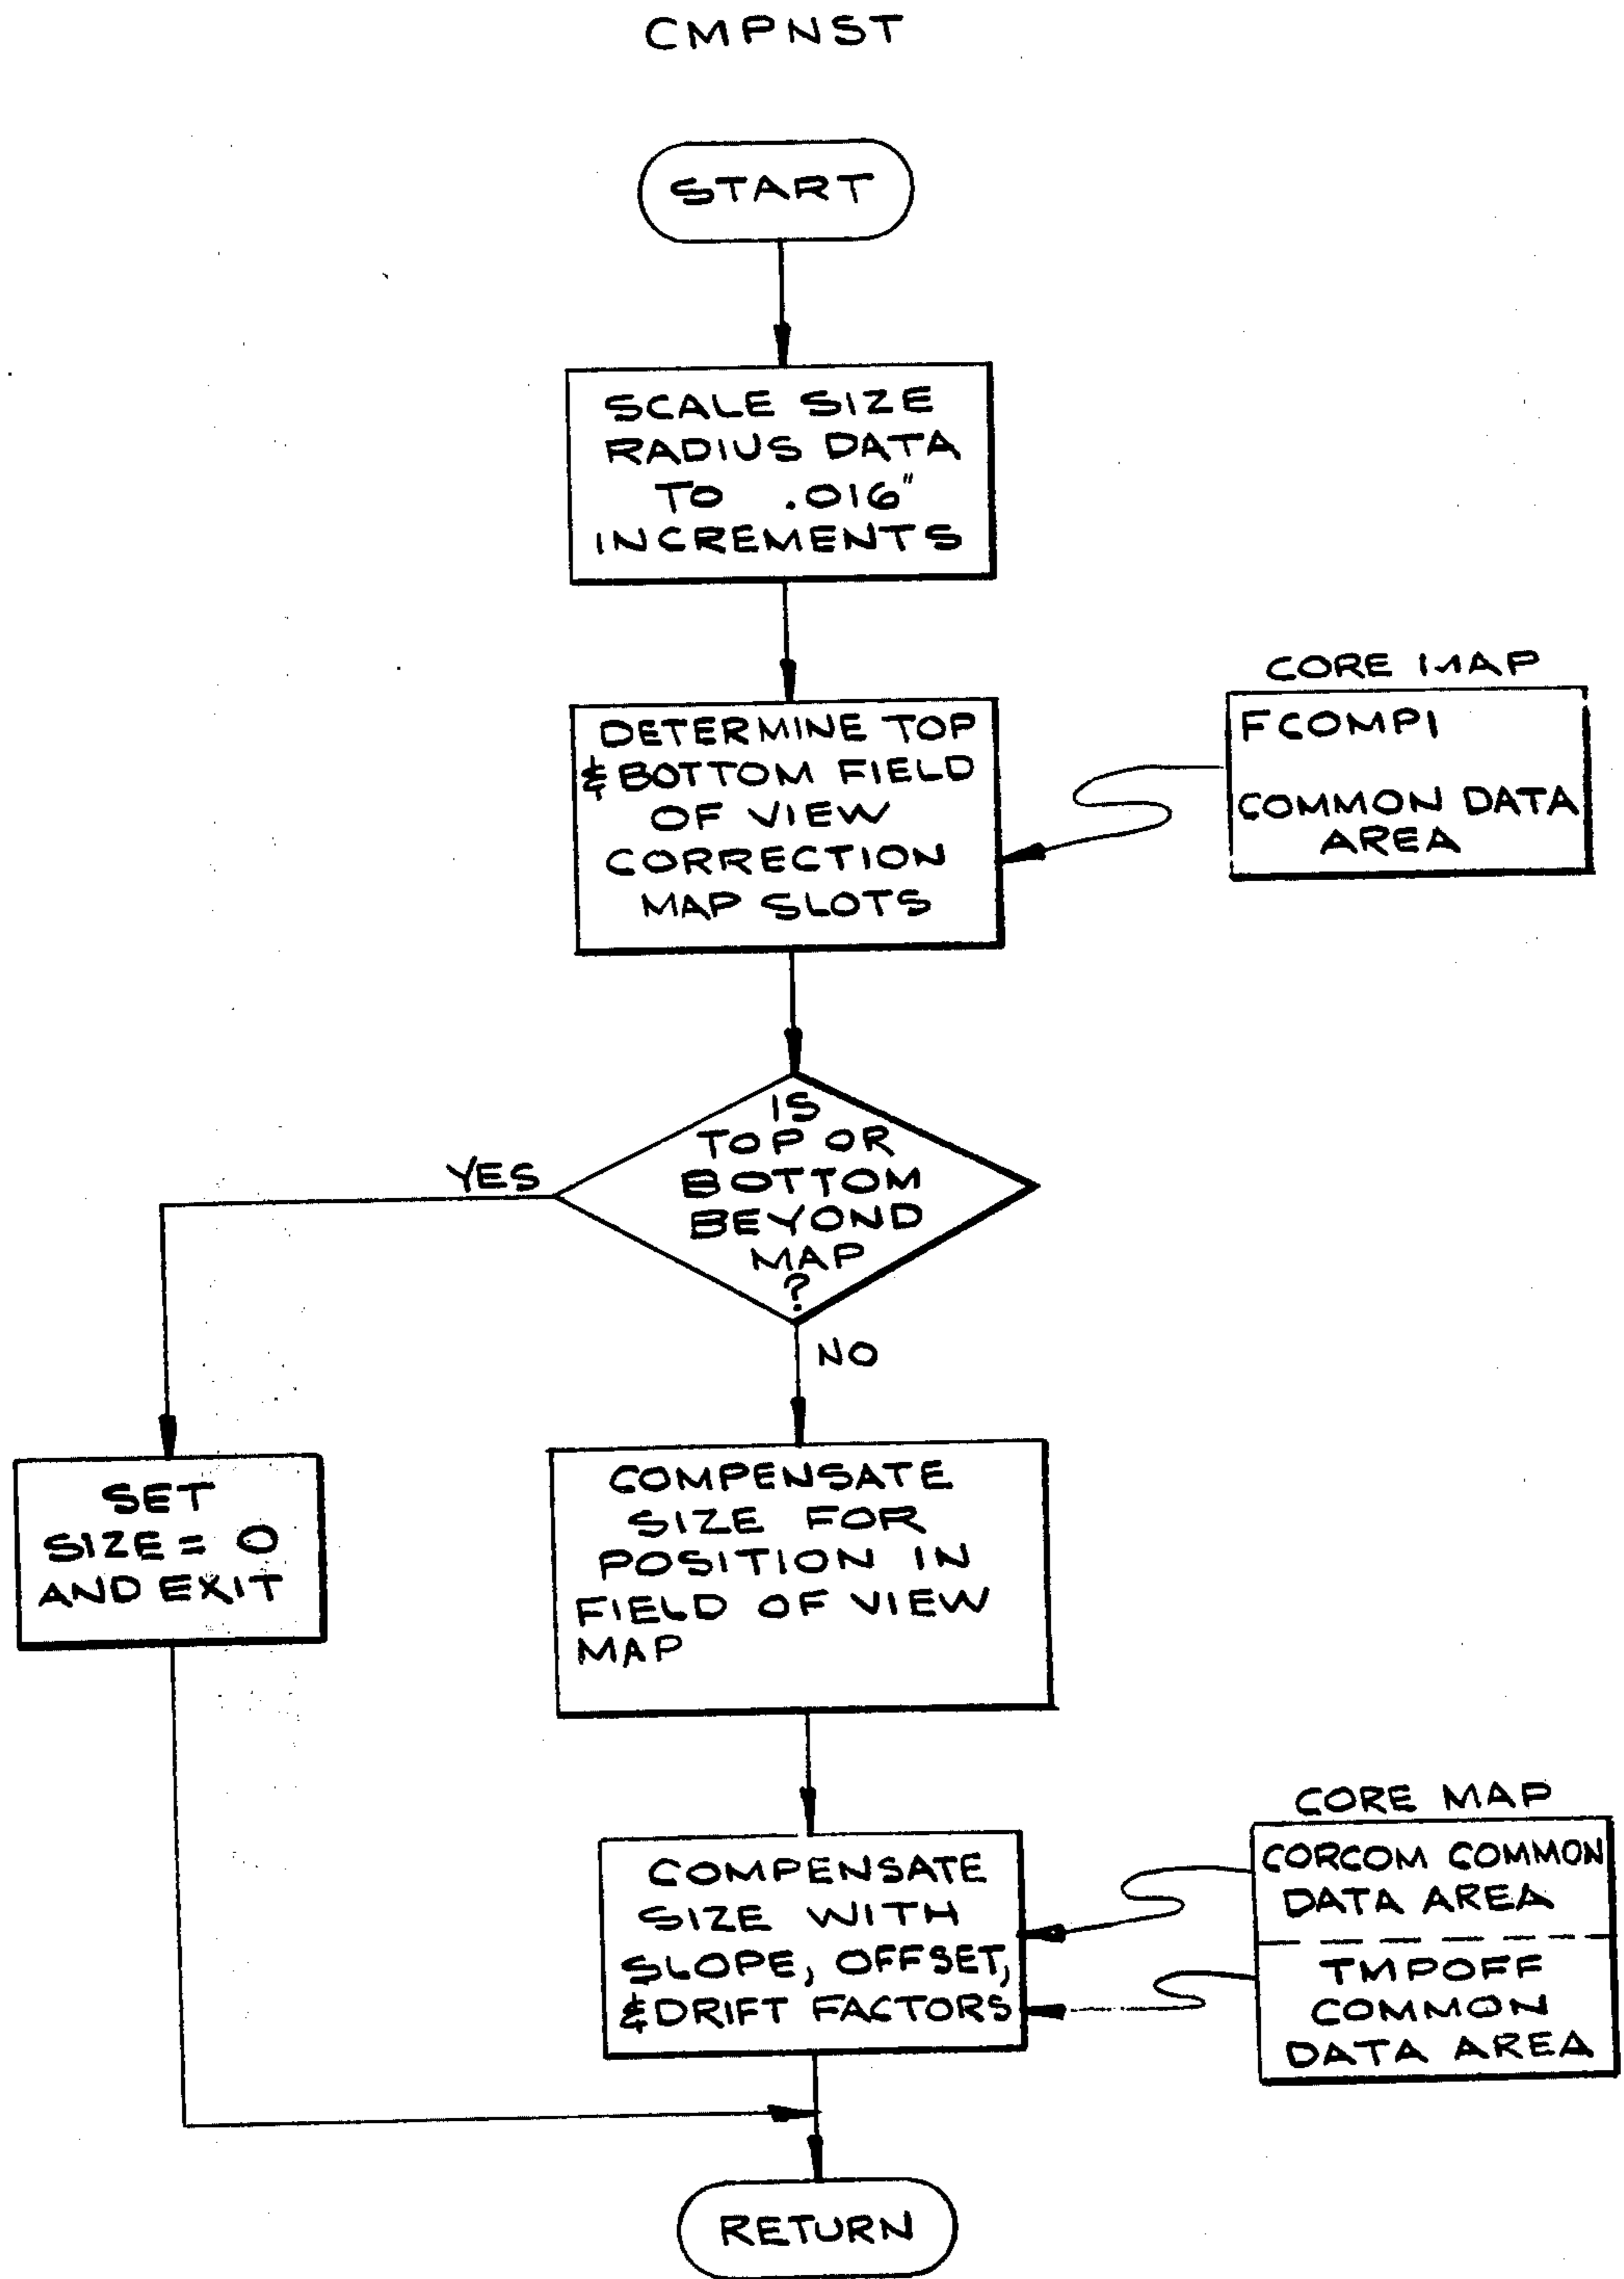 CMPNST
START
SCALE SIZE
RADIUS DATA
TO .016"
INCREMENTS
DETERMINE TOP
& BOTTOM FIELD
OF VIEW
CORRECTION
MAP SLOTS
CORE MAP
FCOMPI
COMMON DATA
AREA
IS
TOP OR
BOTTOM
BEYOND
MAP
?
YES
NO
SET
SIZE = 0
AND EXIT
COMPENSATE
SIZE FOR
POSITION IN
FIELD OF VIEW
MAP
COMPENSATE
SIZE WITH
SLOPE, OFFSET,
& DRIFT FACTORS
CORE MAP
CORCOM COMMON
DATA AREA
TMPOFF
COMMON
DATA AREA
RETURN